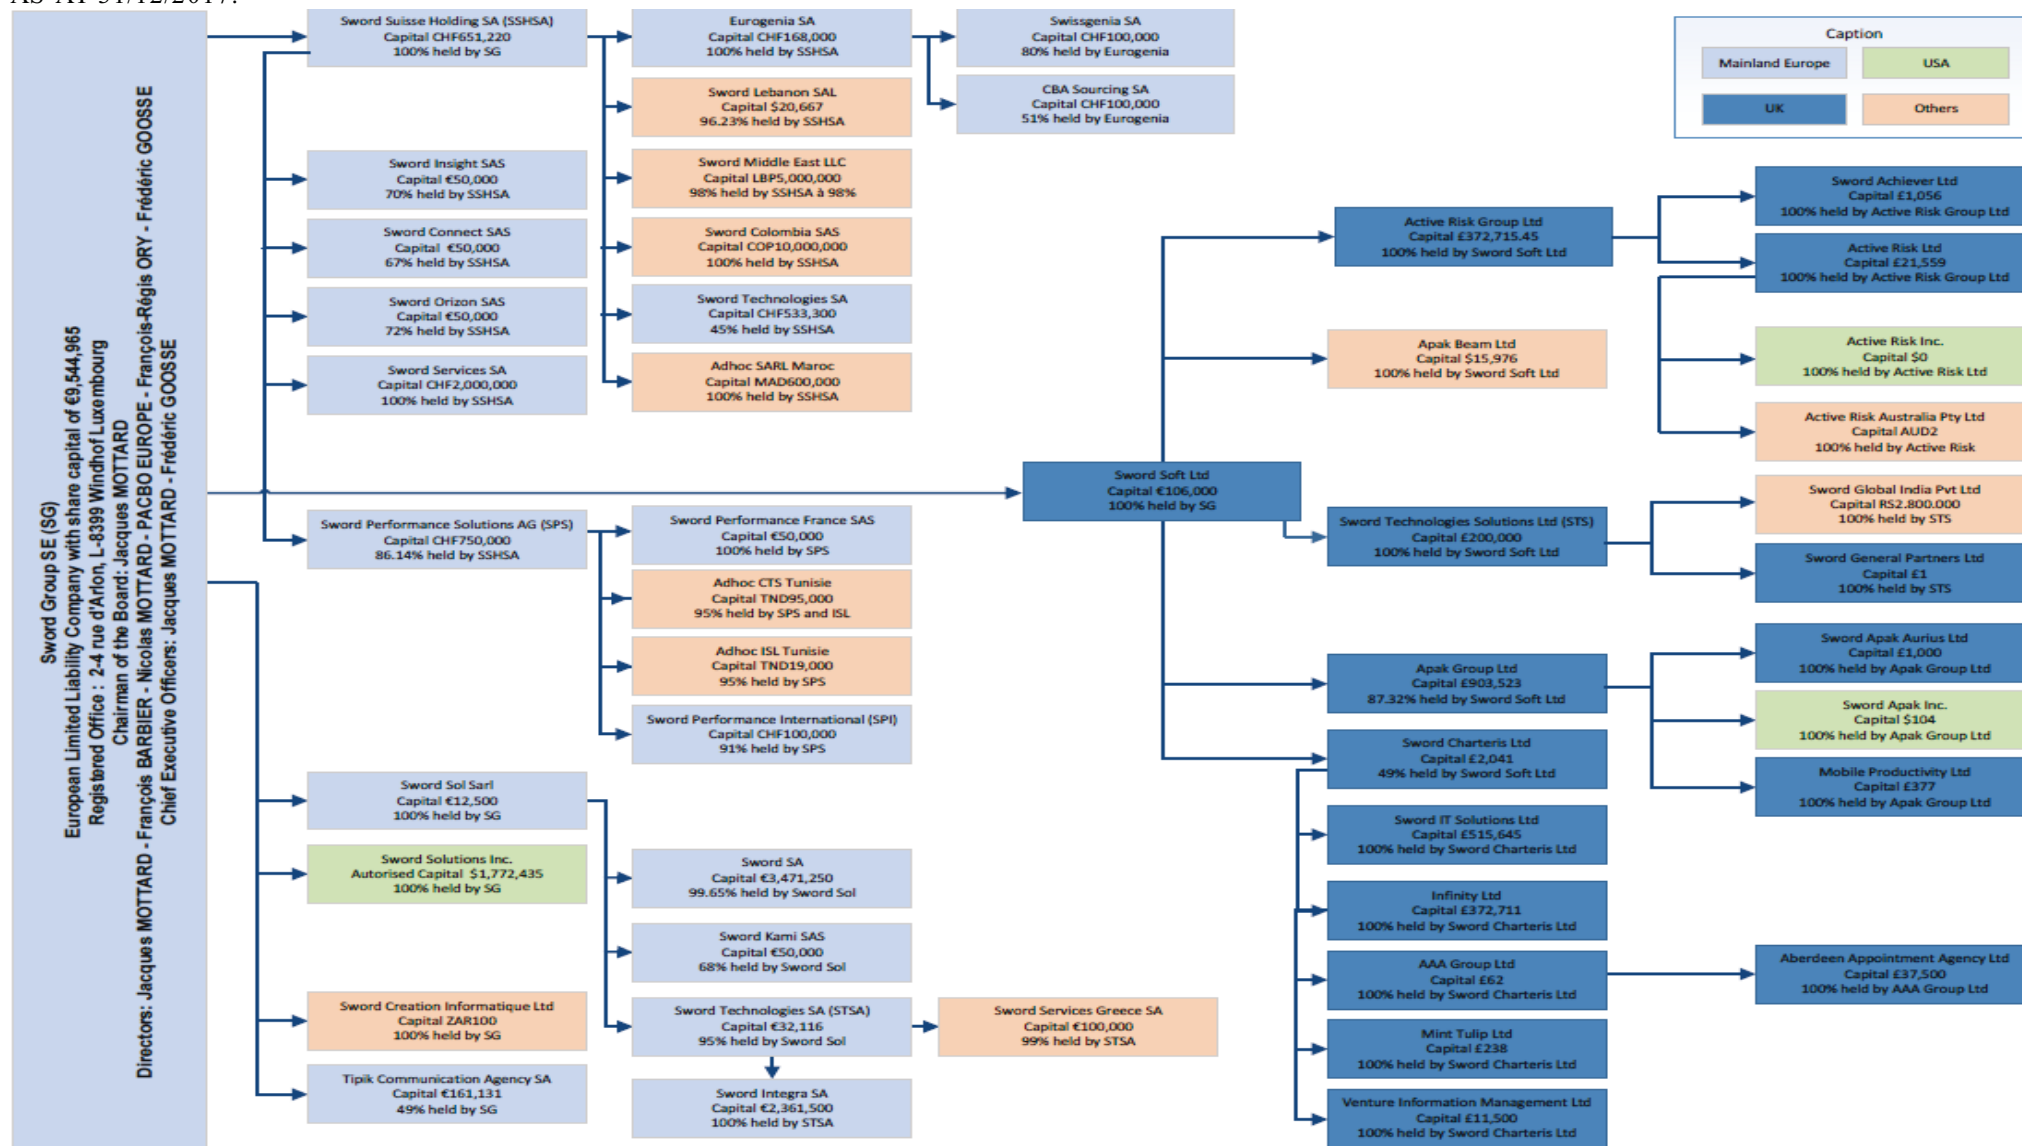 AS AT 31/12/2017:
Sword Group SE (SG)
European Limited Liability Company with share capital of €9,544,965
Registered Office : 2-4 rue d'Arlon, L-8399 Windhof Luxembourg
Chairman of the Board: Jacques MOTTARD
Directors: Jacques MOTTARD - François BARBIER - Nicolas MOTTARD - PACBO EUROPE - François-Régis ORY - Frédéric GOOSSE
Chief Executive Officers: Jacques MOTTARD - Frédéric GOOSSE
Sword Suisse Holding SA (SSHSA)
Capital CHF651,220
100% held by SG
Sword Insight SAS
Capital €50,000
70% held by SSHSA
Sword Connect SAS
Capital €50,000
67% held by SSHSA
Sword Orizon SAS
Capital €50,000
72% held by SSHSA
Sword Services SA
Capital CHF2,000,000
100% held by SSHSA
Sword Performance Solutions AG (SPS)
Capital CHF750,000
86.14% held by SSHSA
Sword Sol Sarl
Capital €12,500
100% held by SG
Sword Solutions Inc.
Autorised Capital $1,772,435
100% held by SG
Sword Creation Informatique Ltd
Capital ZAR100
100% held by SG
Tipik Communication Agency SA
Capital €161,131
49% held by SG
Eurogenia SA
Capital CHF168,000
100% held by SSHSA
Sword Lebanon SAL
Capital $20,667
96.23% held by SSHSA
Sword Middle East LLC
Capital LBP5,000,000
98% held by SSHSA à 98%
Sword Colombia SAS
Capital COP10,000,000
100% held by SSHSA
Sword Technologies SA
Capital CHF533,300
45% held by SSHSA
Adhoc SARL Maroc
Capital MAD600,000
100% held by SSHSA
Sword Performance France SAS
Capital €50,000
100% held by SPS
Adhoc CTS Tunisie
Capital TND95,000
95% held by SPS and ISL
Adhoc ISL Tunisie
Capital TND19,000
95% held by SPS
Sword Performance International (SPI)
Capital CHF100,000
91% held by SPS
Sword SA
Capital €3,471,250
99.65% held by Sword Sol
Sword Kami SAS
Capital €50,000
68% held by Sword Sol
Sword Technologies SA (STSA)
Capital €32,116
95% held by Sword Sol
Sword Integra SA
Capital €2,361,500
100% held by STSA
Swissgenia SA
Capital CHF100,000
80% held by Eurogenia
CBA Sourcing SA
Capital CHF100,000
51% held by Eurogenia
Sword Services Greece SA
Capital €100,000
99% held by STSA
Sword Soft Ltd
Capital €106,000
100% held by SG
Active Risk Group Ltd
Capital £372,715.45
100% held by Sword Soft Ltd
Apak Beam Ltd
Capital $15,976
100% held by Sword Soft Ltd
Sword Technologies Solutions Ltd (STS)
Capital £200,000
100% held by Sword Soft Ltd
Apak Group Ltd
Capital £903,523
87.32% held by Sword Soft Ltd
Sword Charteris Ltd
Capital £2,041
49% held by Sword Soft Ltd
Sword IT Solutions Ltd
Capital £515,645
100% held by Sword Charteris Ltd
Infinity Ltd
Capital £372,711
100% held by Sword Charteris Ltd
AAA Group Ltd
Capital £62
100% held by Sword Charteris Ltd
Mint Tulip Ltd
Capital £238
100% held by Sword Charteris Ltd
Venture Information Management Ltd
Capital £11,500
100% held by Sword Charteris Ltd
Caption
Mainland Europe
USA
UK
Others
Sword Achiever Ltd
Capital £1,056
100% held by Active Risk Group Ltd
Active Risk Ltd
Capital £21,559
100% held by Active Risk Group Ltd
Active Risk Inc.
Capital $0
100% held by Active Risk Ltd
Active Risk Australia Pty Ltd
Capital AUD2
100% held by Active Risk
Sword Global India Pvt Ltd
Capital RS2.800.000
100% held by STS
Sword General Partners Ltd
Capital £1
100% held by STS
Sword Apak Aurius Ltd
Capital £1,000
100% held by Apak Group Ltd
Sword Apak Inc.
Capital $104
100% held by Apak Group Ltd
Mobile Productivity Ltd
Capital £377
100% held by Apak Group Ltd
Aberdeen Appointment Agency Ltd
Capital £37,500
100% held by AAA Group Ltd